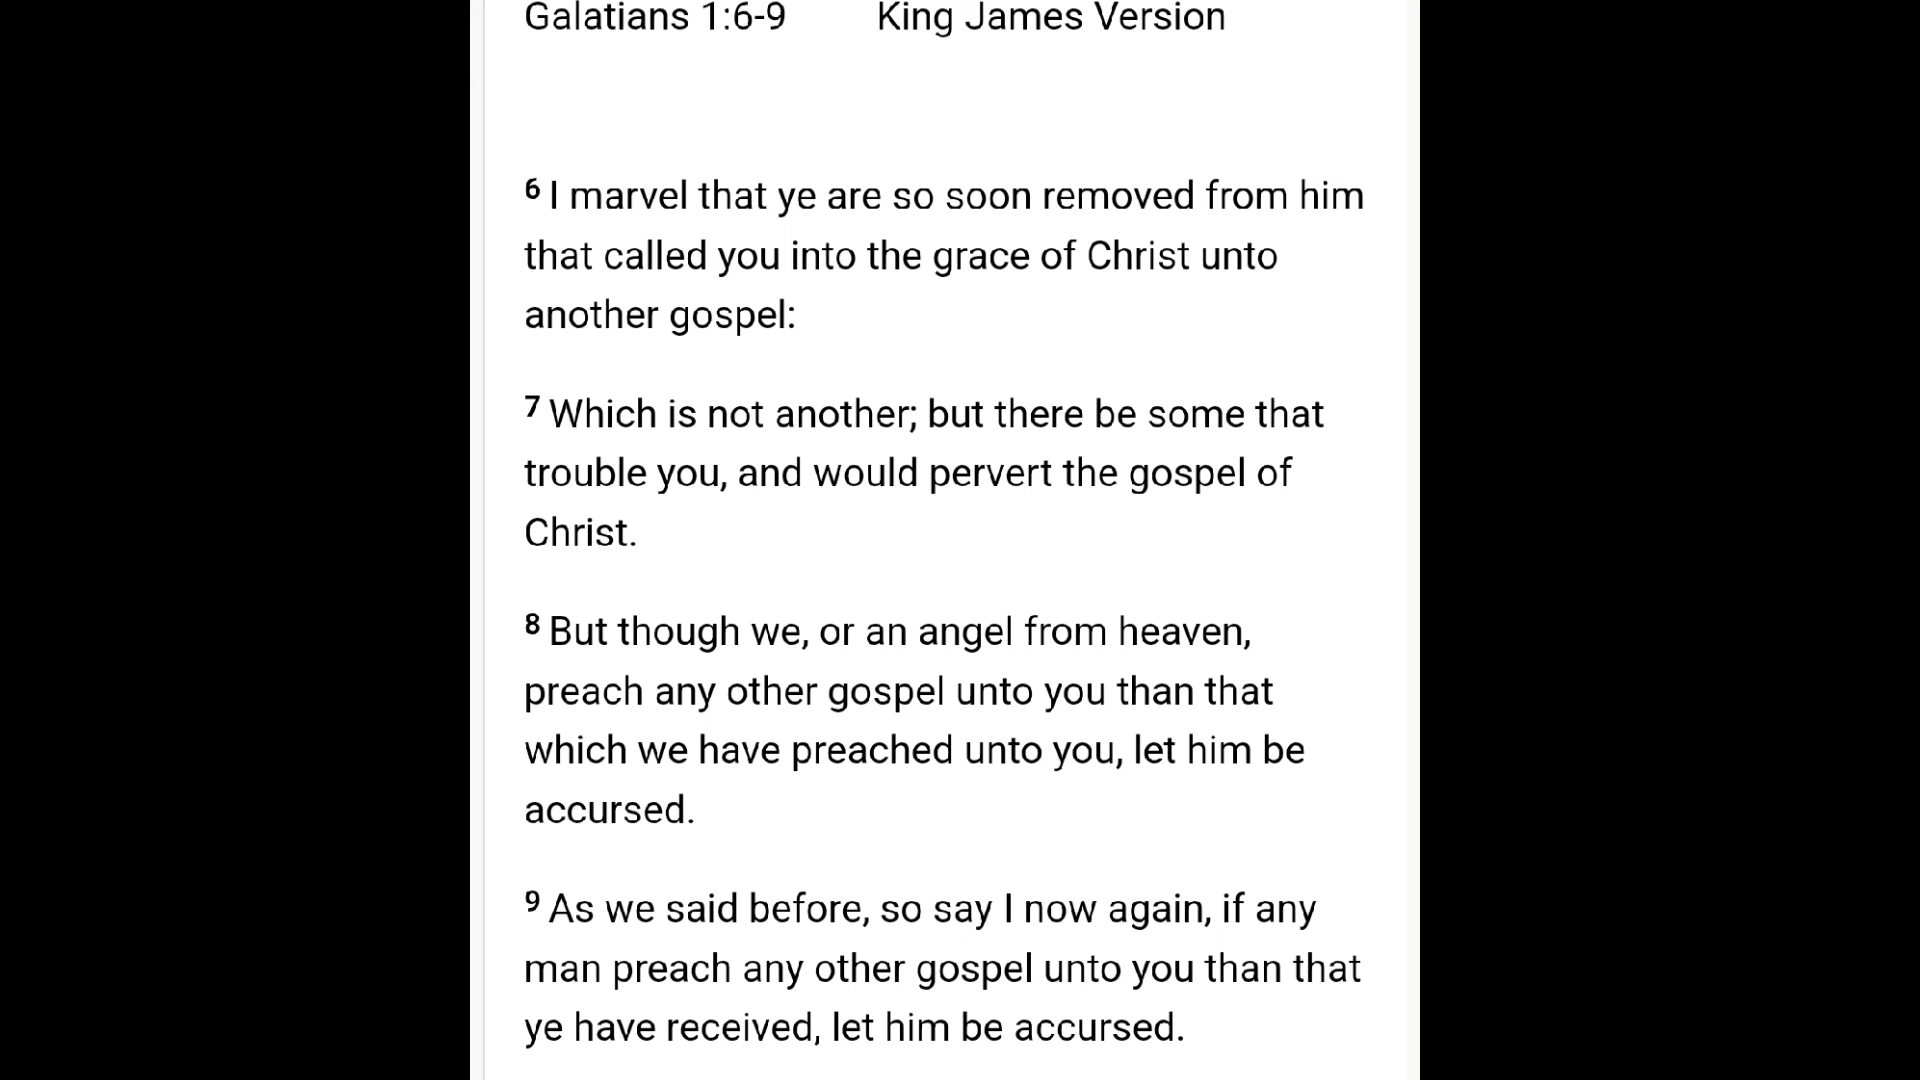 Galatians 1:6-9 King James Version
6 I marvel that ye are so soon removed from him
that called you into the grace of Christ unto
another gospel:
7 Which is not another; but there be some that
trouble you, and would pervert the gospel of
Christ.
8 But though we, or an angel from heaven,
preach any other gospel unto you than that
which we have preached unto you, let him be
accursed.
9 As we said before, so say I now again, if any
man preach any other gospel unto you than that
ye have received, let him be accursed.